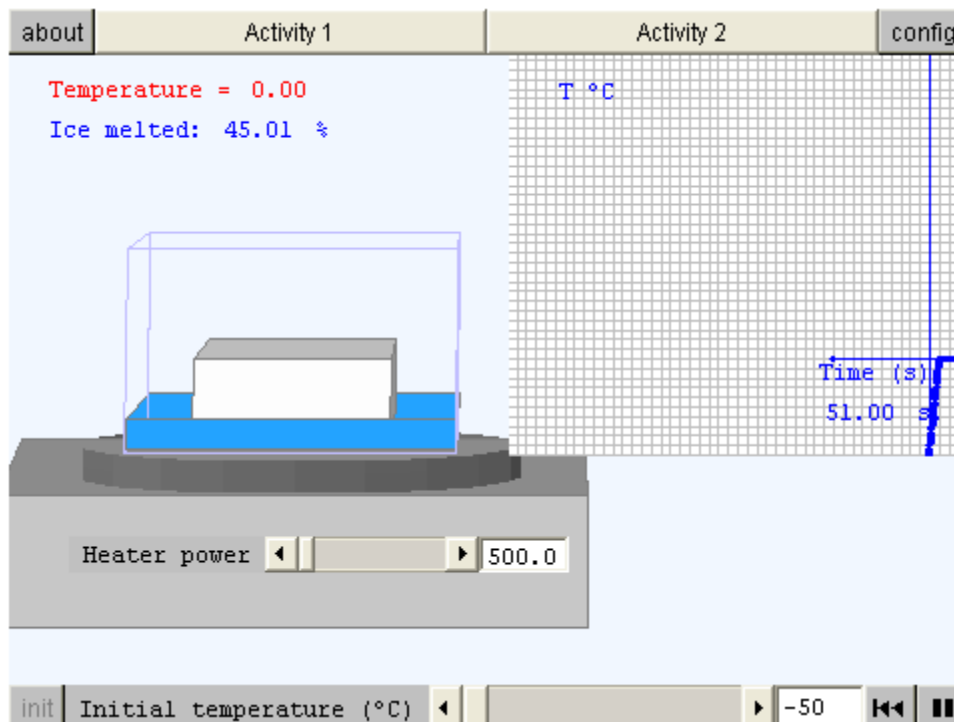 about
Activity 1
Activity 2
config
Temperature = 0.00
Ice melted: 45.01 %
T °C
Time (s)
51.00 s
Heater power
500.0
init
Initial temperature (°C)
-50